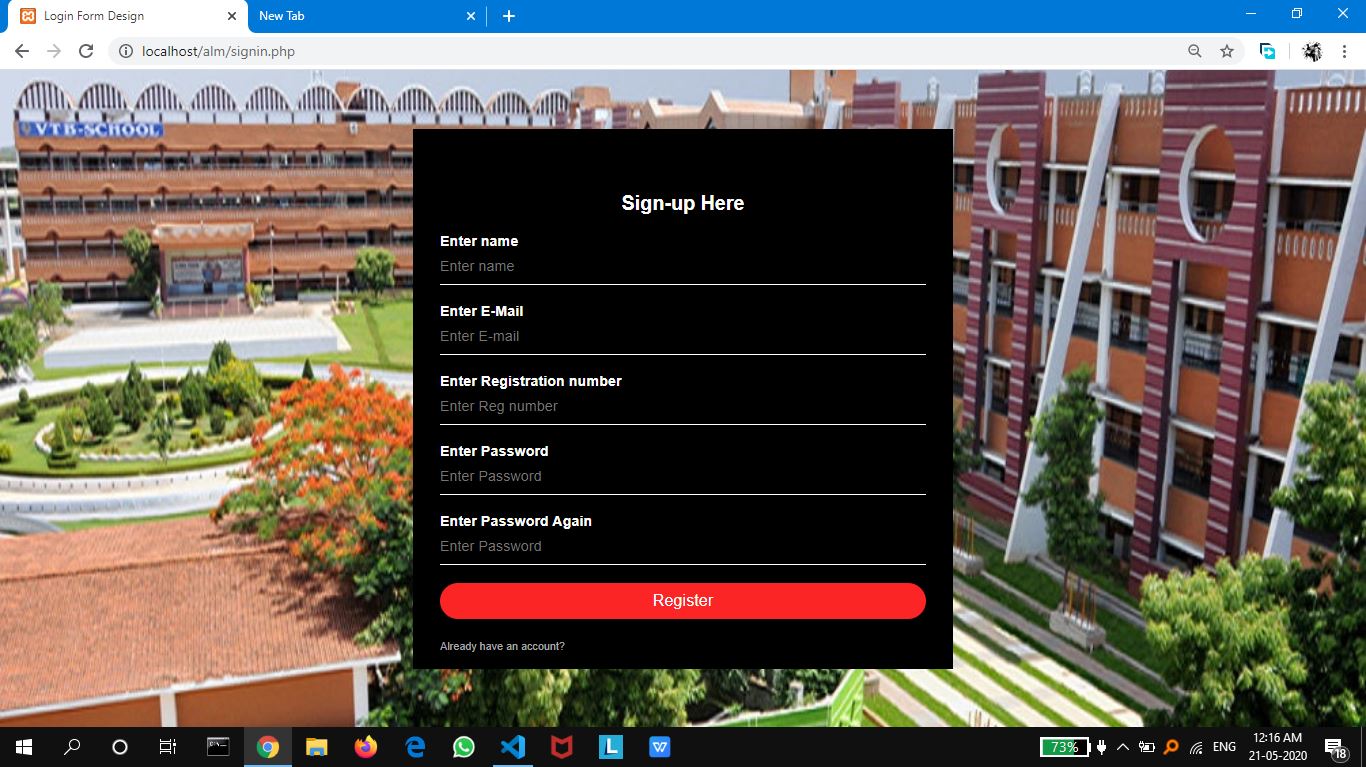 Login Form Design
New Tab
localhost/alm/signin.php
VTB-SCHOOL
Sign-up Here
Enter name
Enter name
Enter E-Mail
Enter E-mail
Enter Registration number
Enter Reg number
Enter Password
Enter Password
Enter Password Again
Enter Password
Register
Already have an account?
73%
ENG
12:16 AM
21-05-2020
18